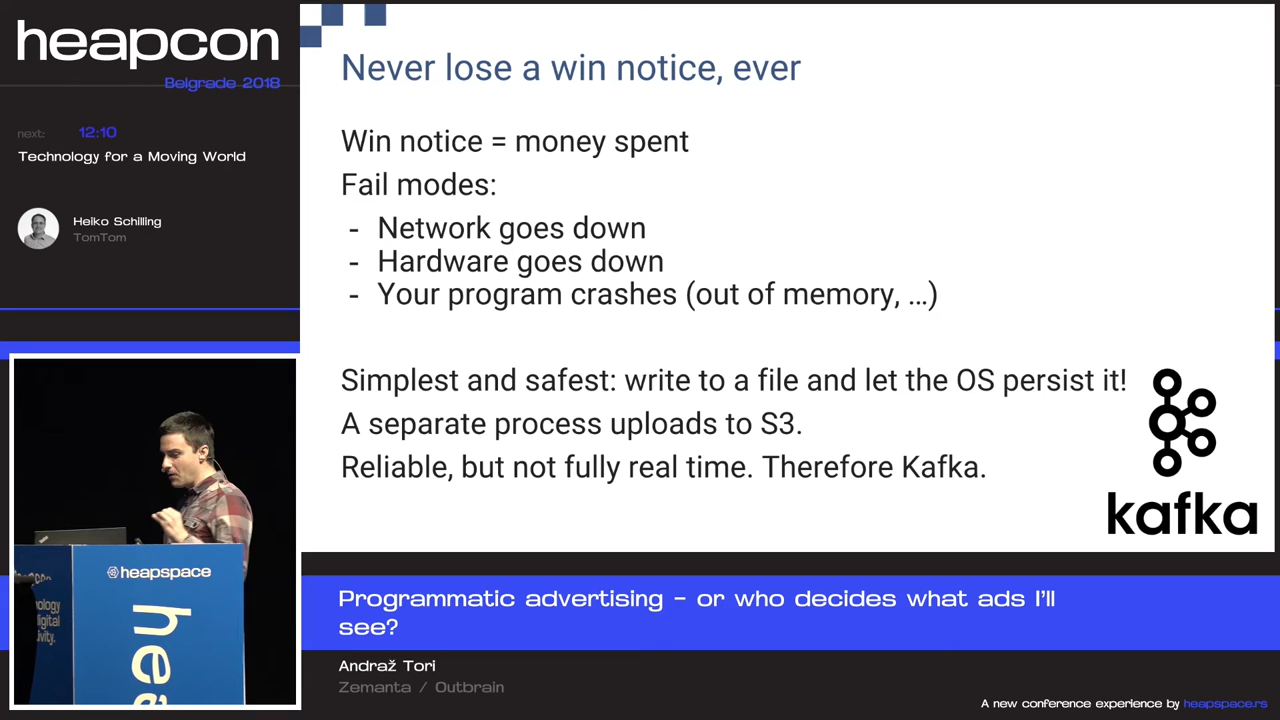 heapcon
Belgrade 2018
next: 12:10
Technology for a Moving World
Heiko Schilling
TomTom
Never lose a win notice, ever
Win notice = money spent
Fail modes:
- Network goes down
- Hardware goes down
- Your program crashes (out of memory, ...)
Simplest and safest: write to a file and let the OS persist it!
A separate process uploads to S3.
Reliable, but not fully real time. Therefore Kafka.
kafka
heapspace
hea
Programmatic advertising - or who decides what ads I'll
see?
Andraž Tori
Zemanta / Outbrain
A new conference experience by heapspace.rs